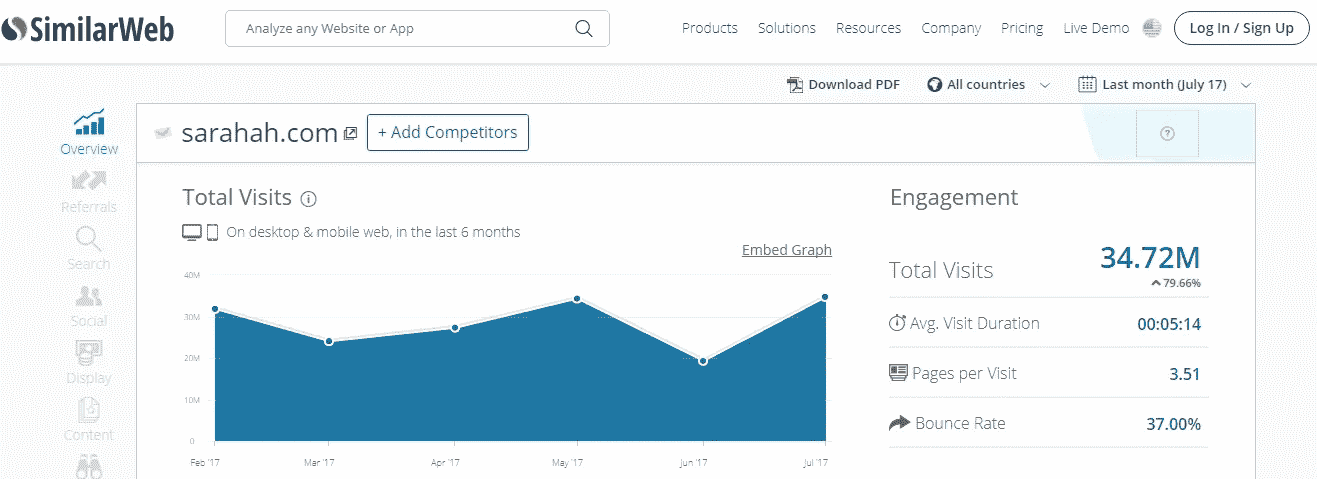 SimilarWeb
Analyze any Website or App
Products Solutions Resources Company Pricing Live Demo Log In / Sign Up
Download PDF All countries Last month (July 17)
Overview
Referrals
Search
Social
Display
Content
sarahah.com + Add Competitors
Total Visits
On desktop & mobile web, in the last 6 months
Embed Graph
40M
30M
20M
10M
0
Feb '17 Mar '17 Apr '17 May '17 Jun '17 Jul '17
Engagement
Total Visits 34.72M
79.66%
Avg. Visit Duration 00:05:14
Pages per Visit 3.51
Bounce Rate 37.00%